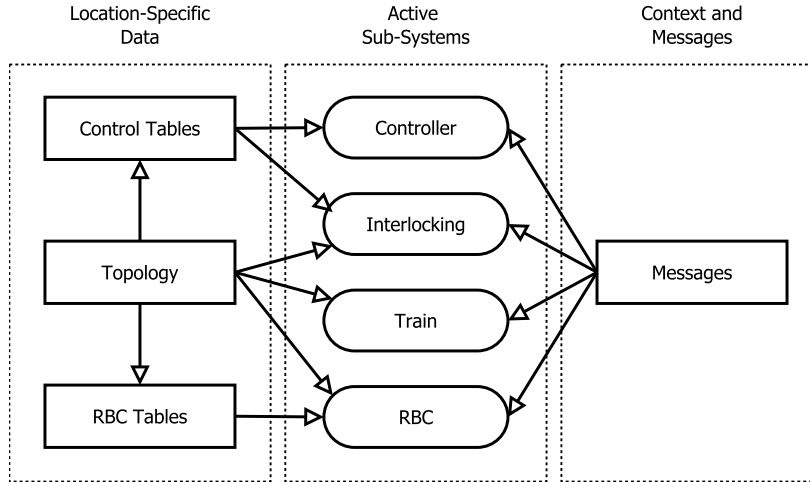 Location-Specific
Data
Active
Sub-Systems
Context and
Messages
Control Tables
Controller
Interlocking
Topology
Messages
Train
RBC Tables
RBC